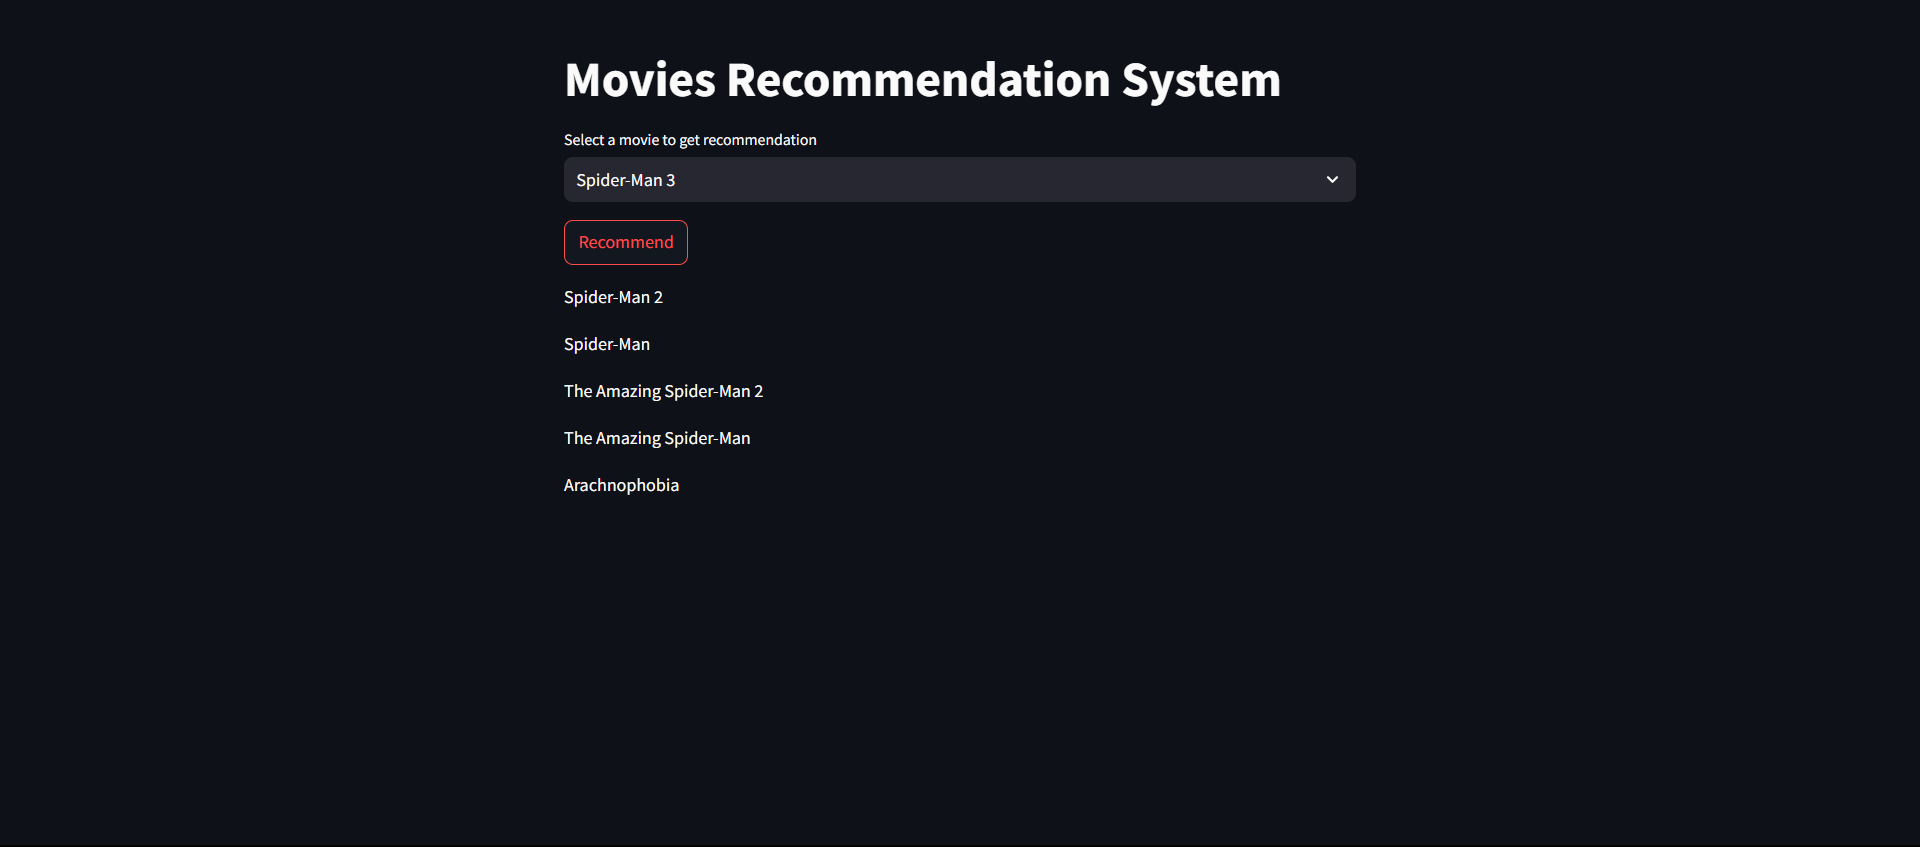 Movies Recommendation System
Select a movie to get recommendation
Spider-Man 3
Recommend
Spider-Man 2
Spider-Man
The Amazing Spider-Man 2
The Amazing Spider-Man
Arachnophobia